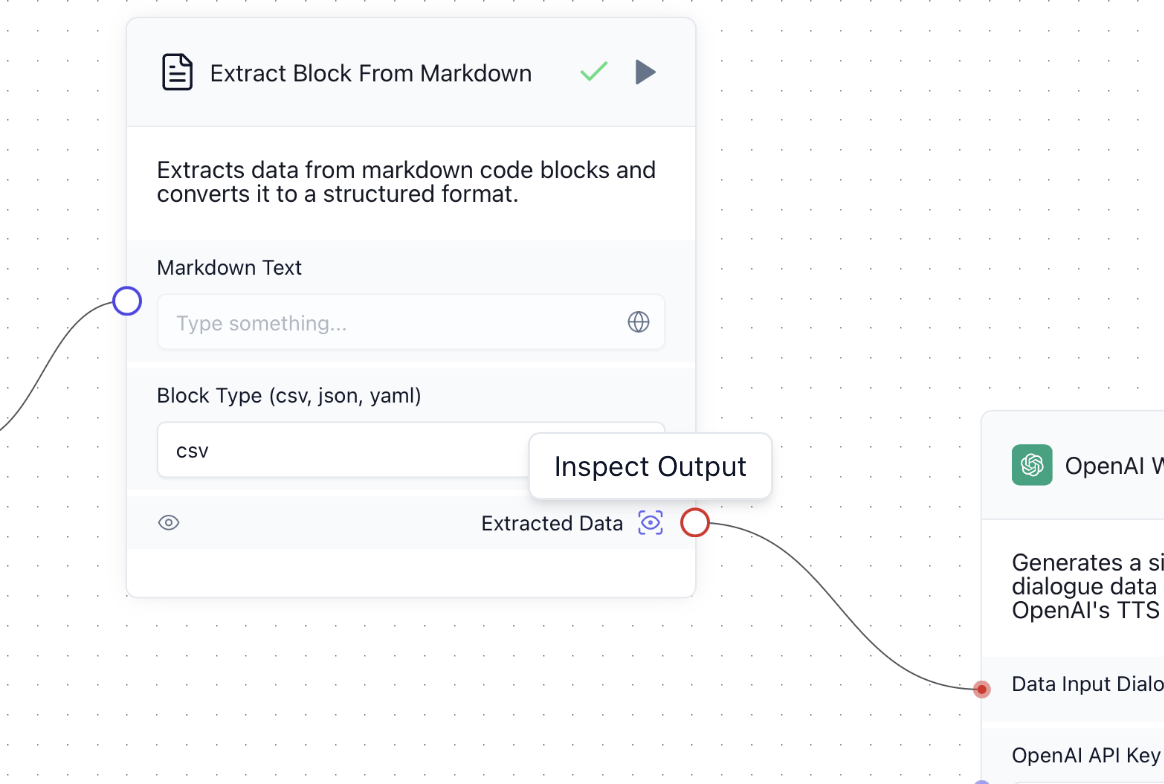 Extract Block From Markdown
Extracts data from markdown code blocks and
converts it to a structured format.
Markdown Text
Type something...
Block Type (csv, json, yaml)
csv
Inspect Output
Extracted Data
OpenAI
Generates a
dialogue data
OpenAI's TTS
Data Input
OpenAI API Key